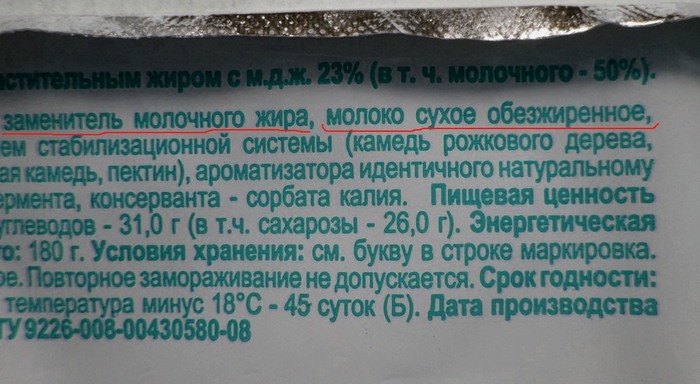 астительным жиром с м.д.ж. 23% (в т. ч. молочного - 50%).
заменитель молочного жира, молоко сухое обезжиренное,
ем стабилизационной системы (камедь рожкового дерева,
ая камедь, пектин), ароматизатора идентичного натуральному
ермента, консерванта - сорбата калия. Пищевая ценность
углеводов - 31,0 г (в т.ч. сахарозы - 26,0 г). Энергетическая
то: 180 г. Условия хранения: см. букву в строке маркировка.
ое. Повторное замораживание не допускается. Срок годности:
температура минус 18°С - 45 суток (Б). Дата производства
ТУ 9226-008-00430580-08